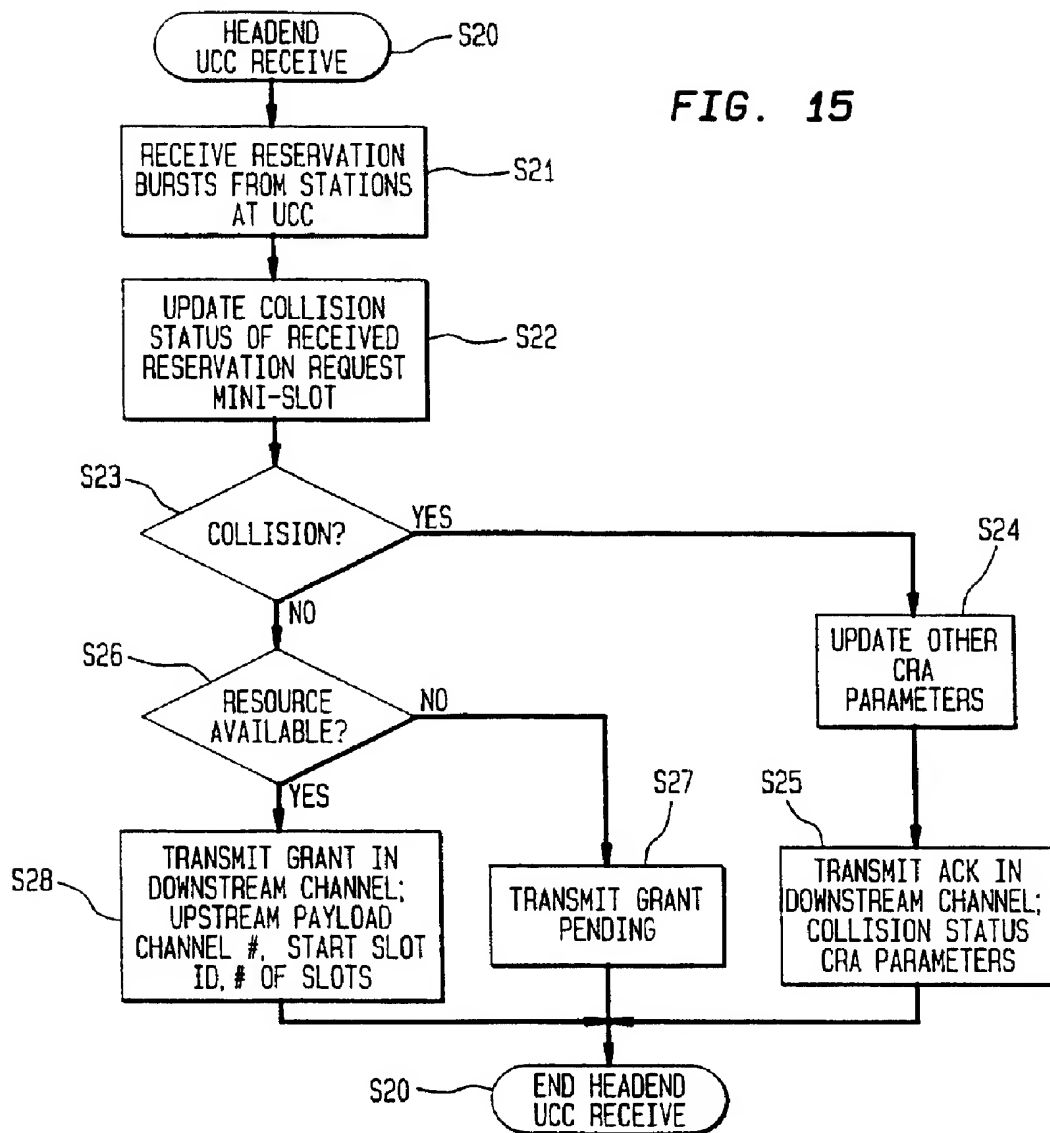 HEADEND
UCC RECEIVE
S20
FIG. 15
RECEIVE RESERVATION
BURSTS FROM STATIONS
AT UCC
S21
UPDATE COLLISION
STATUS OF RECEIVED
RESERVATION REQUEST
MINI-SLOT
S22
S23
COLLISION?
YES
NO
S24
UPDATE OTHER
CRA
PARAMETERS
S26
RESOURCE
AVAILABLE?
NO
YES
S27
S25
S28
TRANSMIT GRANT IN
DOWNSTREAM CHANNEL;
UPSTREAM PAYLOAD
CHANNEL #, START SLOT
ID, # OF SLOTS
TRANSMIT GRANT
PENDING
TRANSMIT ACK IN
DOWNSTREAM CHANNEL;
COLLISION STATUS
CRA PARAMETERS
S20
END HEADEND
UCC RECEIVE